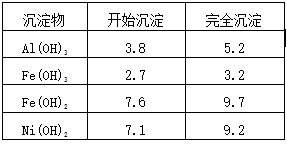 沉淀物 开始沉淀 完全沉淀
Al(OH)₃ 3.8 5.2
Fe(OH)₃ 2.7 3.2
Fe(OH)₂ 7.6 9.7
Ni(OH)₂ 7.1 9.2